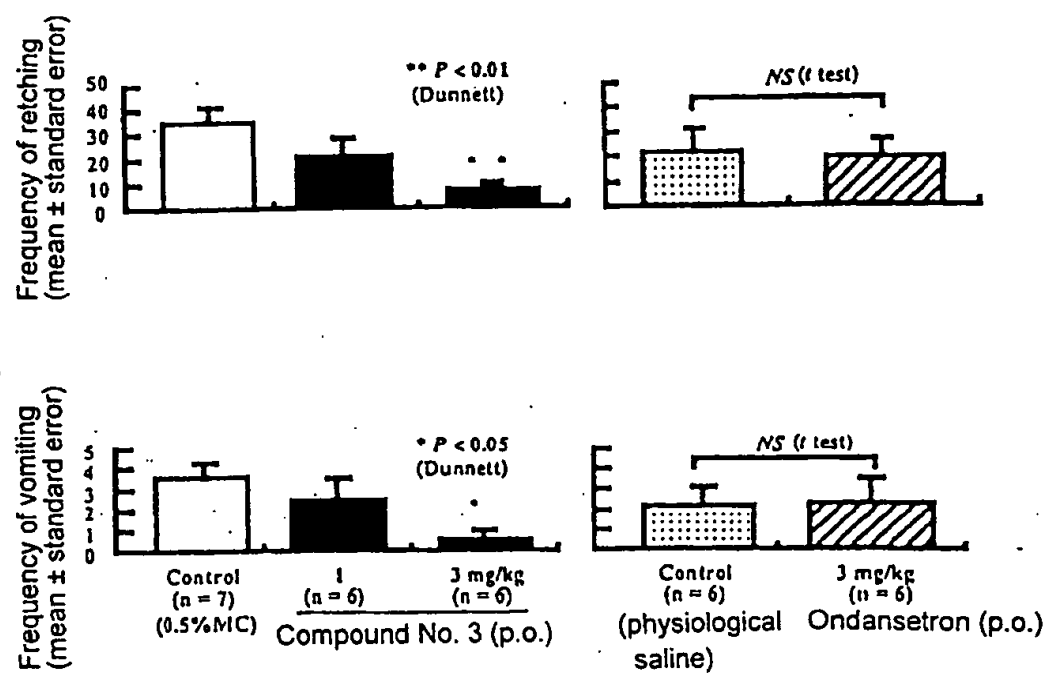 Frequency of retching
(mean ± standard error)
50
40
30
20
10
0
** P < 0.01
(Dunnett)
* *
NS (t test)
Frequency of vomiting
(mean ± standard error)
5
4
3
2
1
0
* P < 0.05
(Dunnett)
*
NS (t test)
Control
(n = 7)
(0.5%MC)
1
(n = 6)
3 mg/kg
(n = 6)
Compound No. 3 (p.o.)
Control
(n = 6)
(physiological
saline)
3 mg/kg
(n = 6)
Ondansetron (p.o.)